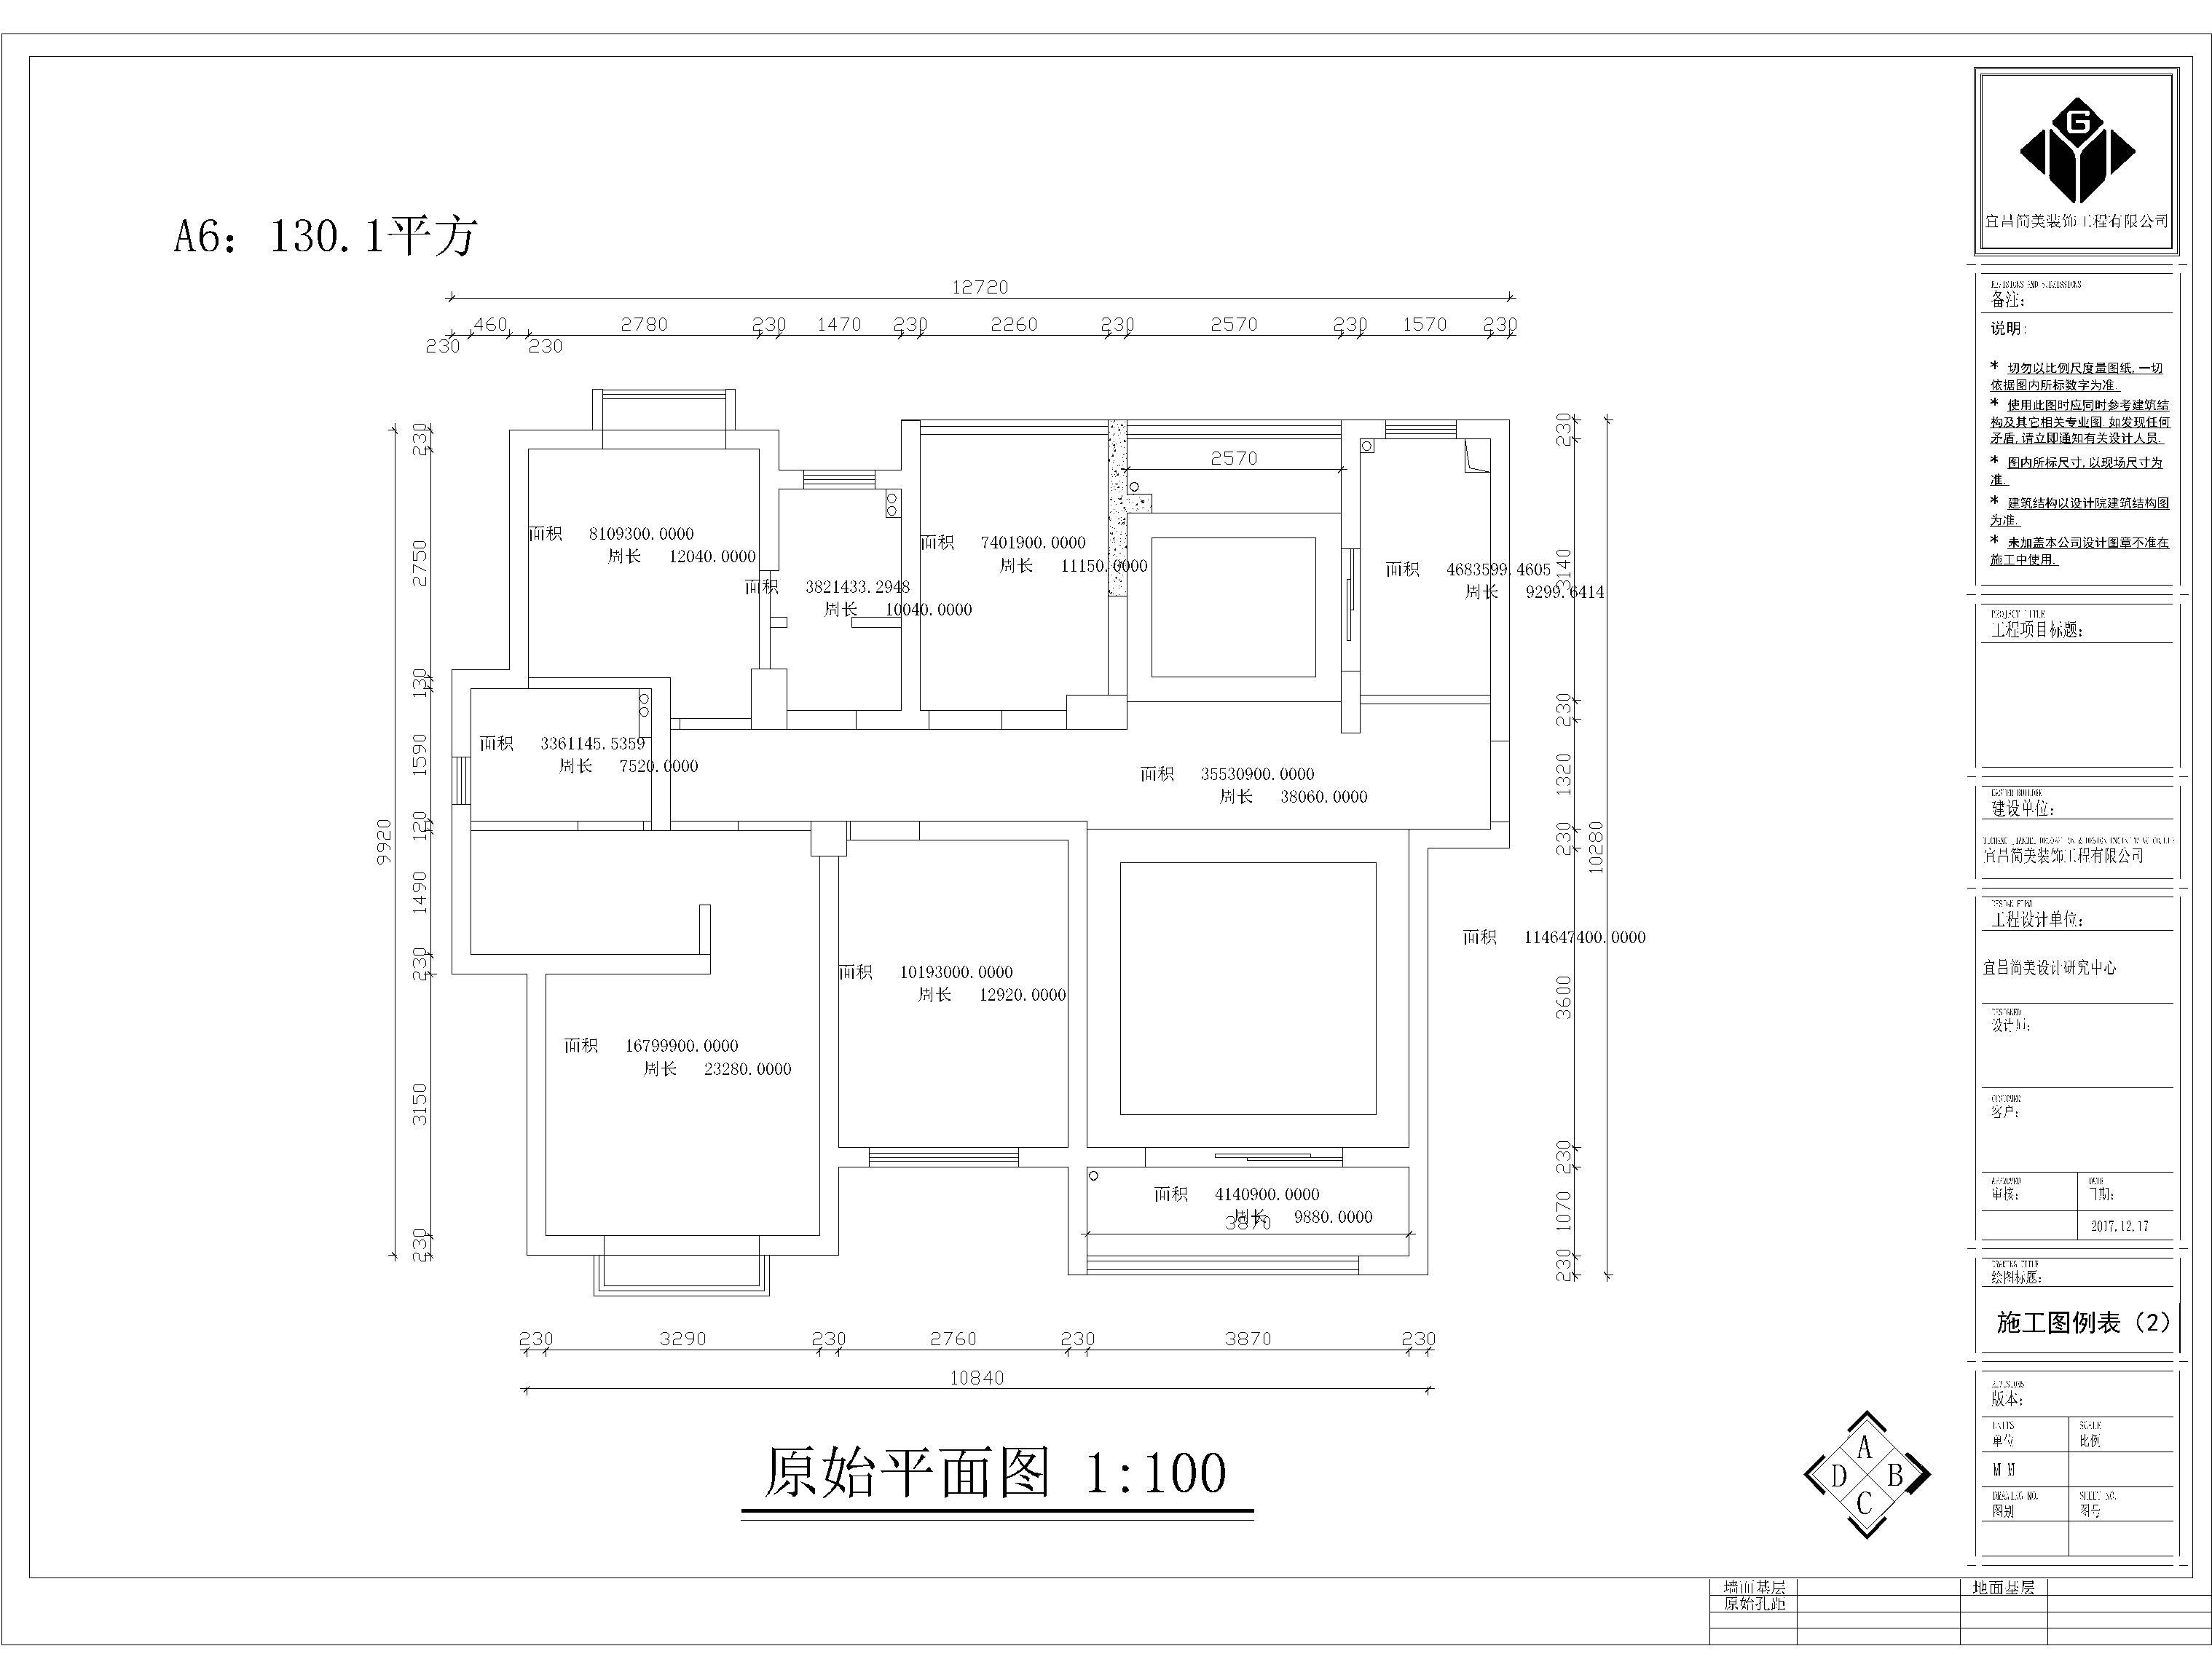 A6：130.1平方
12720
460 2780 230 1470 230 2260 230 2570 230 1570 230
230 230
230
2750
130
1590
120
1490
230
3150
230
9920
2570
面积 8109300.0000
周长 12040.0000
面积 3821433.2948
周长 10040.0000
面积 7401900.0000
周长 11150.0000
面积 4683599.4605
周长 9299.6414
面积 3361145.5359
周长 7520.0000
面积 35530900.0000
周长 38060.0000
面积 114647400.0000
面积 10193000.0000
周长 12920.0000
面积 16799900.0000
周长 23280.0000
面积 4140900.0000
周长 9880.0000
3870
230
3140
230
1320
230
3600
230
1070
230
10280
230 3290 230 2760 230 3870 230
10840
原始平面图 1:100
A
D B
C
G
宜昌简美装饰工程有限公司
备注：
说明：
* 切勿以比例尺度量图纸,一切
依据图内所标数字为准.
* 使用此图时应同时参考建筑结
构及其它相关专业图.如发现任何
矛盾,请立即通知有关设计人员.
* 图内所标尺寸,以现场尺寸为
准.
* 建筑结构以设计院建筑结构图
为准.
* 未加盖本公司设计图章不准在
施工中使用.
PROJECT TITLE
工程项目标题：
建设单位：
宜昌简美装饰工程有限公司
工程设计单位：
宜昌简美设计研究中心
DESIGNED
设计师：
CUSTOMER
客户：
APPROVED DATE
审核： 日期：
2017.12.17
DRAWING TITLE
绘图标题：
施工图例表（2）
版本：
UNITS SCALE
单位 比例
M M
DRAWING NO. SHEET NO.
图别 图号
墙面基层 地面基层
原始孔距